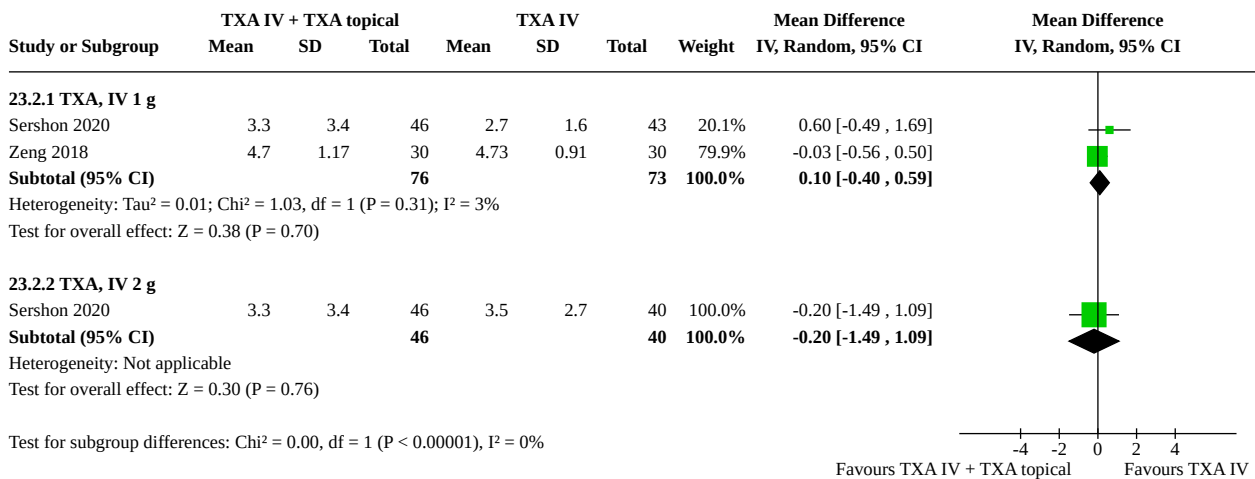 TXA IV + TXA topical TXA IV Mean Difference Mean Difference
Study or Subgroup Mean SD Total Mean SD Total Weight IV, Random, 95% CI IV, Random, 95% CI
23.2.1 TXA, IV 1 g
Sershon 2020 3.3 3.4 46 2.7 1.6 43 20.1% 0.60 [-0.49 , 1.69]
Zeng 2018 4.7 1.17 30 4.73 0.91 30 79.9% -0.03 [-0.56 , 0.50]
Subtotal (95% CI) 76 73 100.0% 0.10 [-0.40 , 0.59]
Heterogeneity: Tau² = 0.01; Chi² = 1.03, df = 1 (P = 0.31); I² = 3%
Test for overall effect: Z = 0.38 (P = 0.70)
23.2.2 TXA, IV 2 g
Sershon 2020 3.3 3.4 46 3.5 2.7 40 100.0% -0.20 [-1.49 , 1.09]
Subtotal (95% CI) 46 40 100.0% -0.20 [-1.49 , 1.09]
Heterogeneity: Not applicable
Test for overall effect: Z = 0.30 (P = 0.76)
Test for subgroup differences: Chi² = 0.00, df = 1 (P < 0.00001), I² = 0%
-4 -2 0 2 4
Favours TXA IV + TXA topical Favours TXA IV